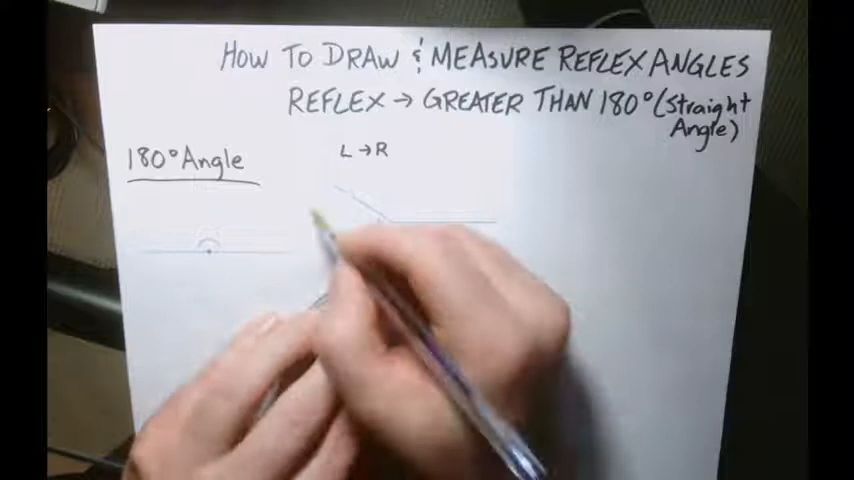 HOW TO DRAW & MEASURE REFLEX ANGLES
REFLEX → GREATER THAN 180° (Straight
Angle)
180° Angle
L → R